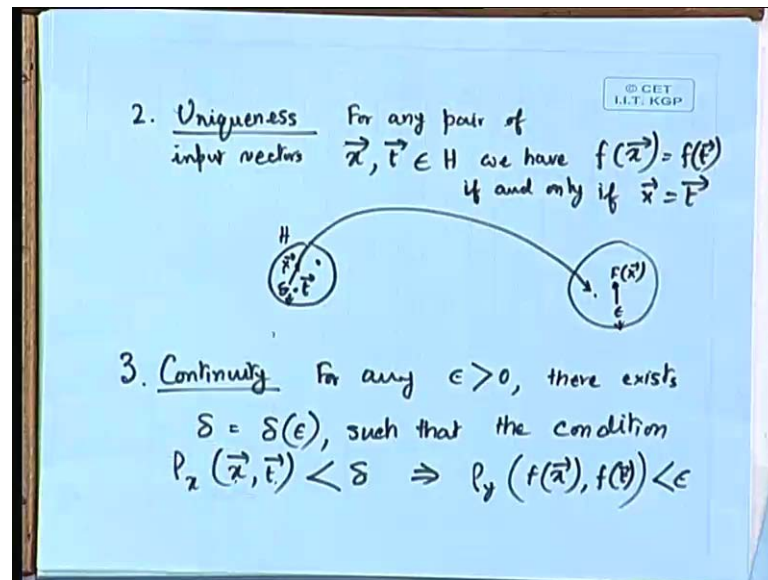 © CET
I.I.T. KGP
2. Uniqueness For any pair of
input vectors x⃗, t⃗ ∈ H we have f(x⃗) = f(t⃗)
if and only if x⃗ = t⃗
H
x⃗
δ t⃗
F(x⃗)
ε
3. Continuity For any ε > 0, there exists
δ = δ(ε), such that the condition
ρx (x⃗, t⃗) < δ ⇒ ρy (f(x⃗), f(t⃗)) < ε